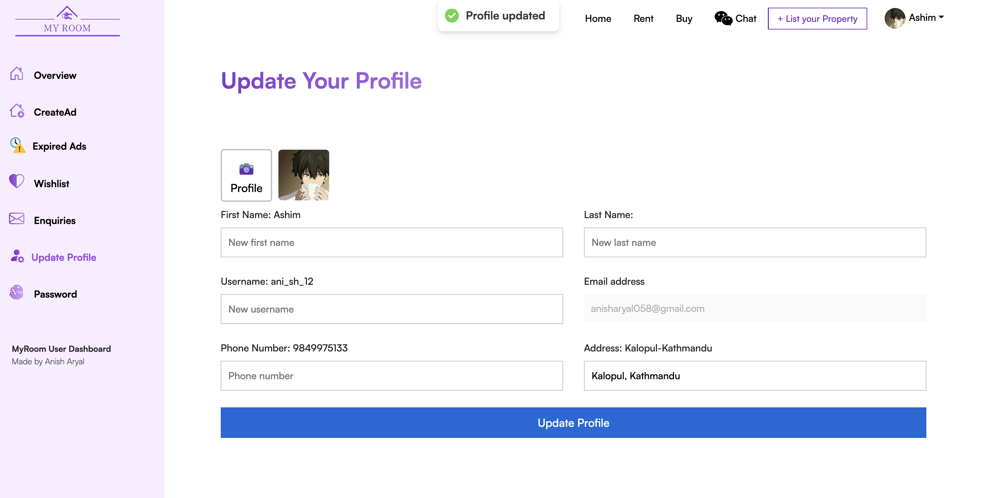 MY ROOM
Profile updated
Home
Rent
Buy
Chat
+ List your Property
Ashim
Overview
CreateAd
Expired Ads
Wishlist
Enquiries
Update Profile
Password
MyRoom User Dashboard
Made by Anish Aryal
Update Your Profile
Profile
First Name: Ashim
New first name
Last Name:
New last name
Username: ani_sh_12
New username
Email address
anisharyal058@gmail.com
Phone Number: 9849975133
Phone number
Address: Kalopul-Kathmandu
Kalopul, Kathmandu
Update Profile